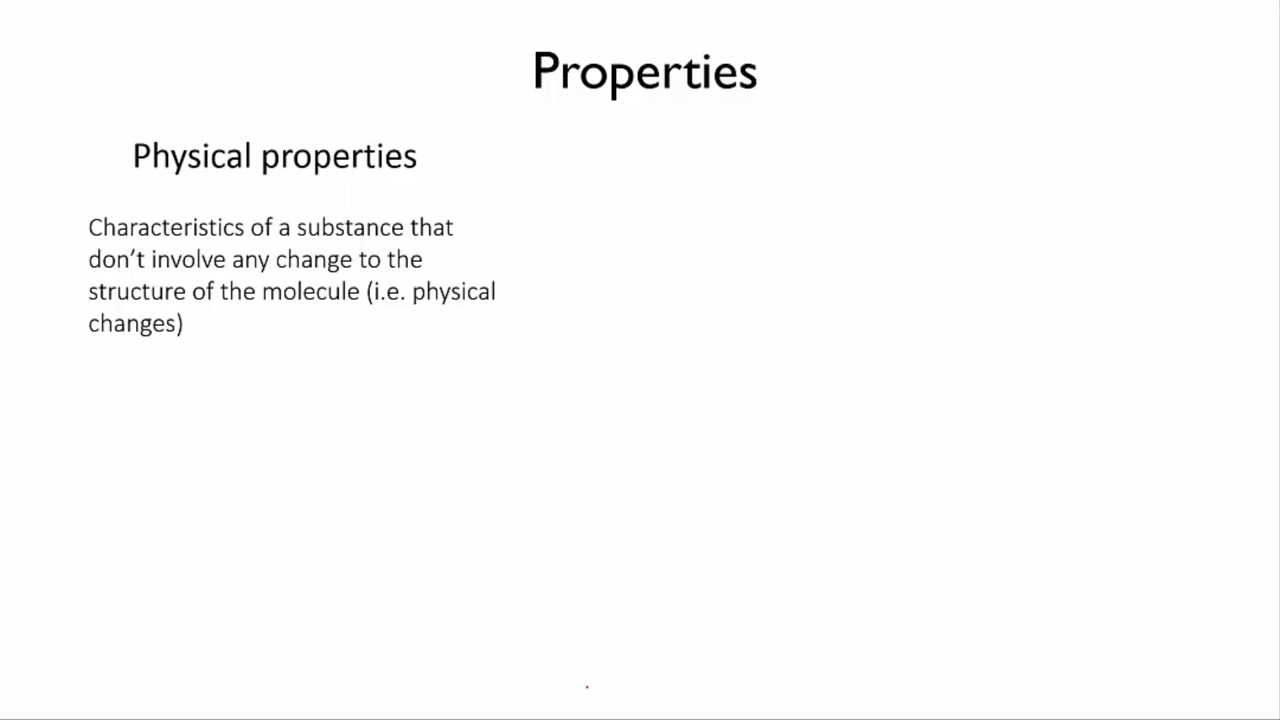 Properties
Physical properties
Characteristics of a substance that
don’t involve any change to the
structure of the molecule (i.e. physical
changes)